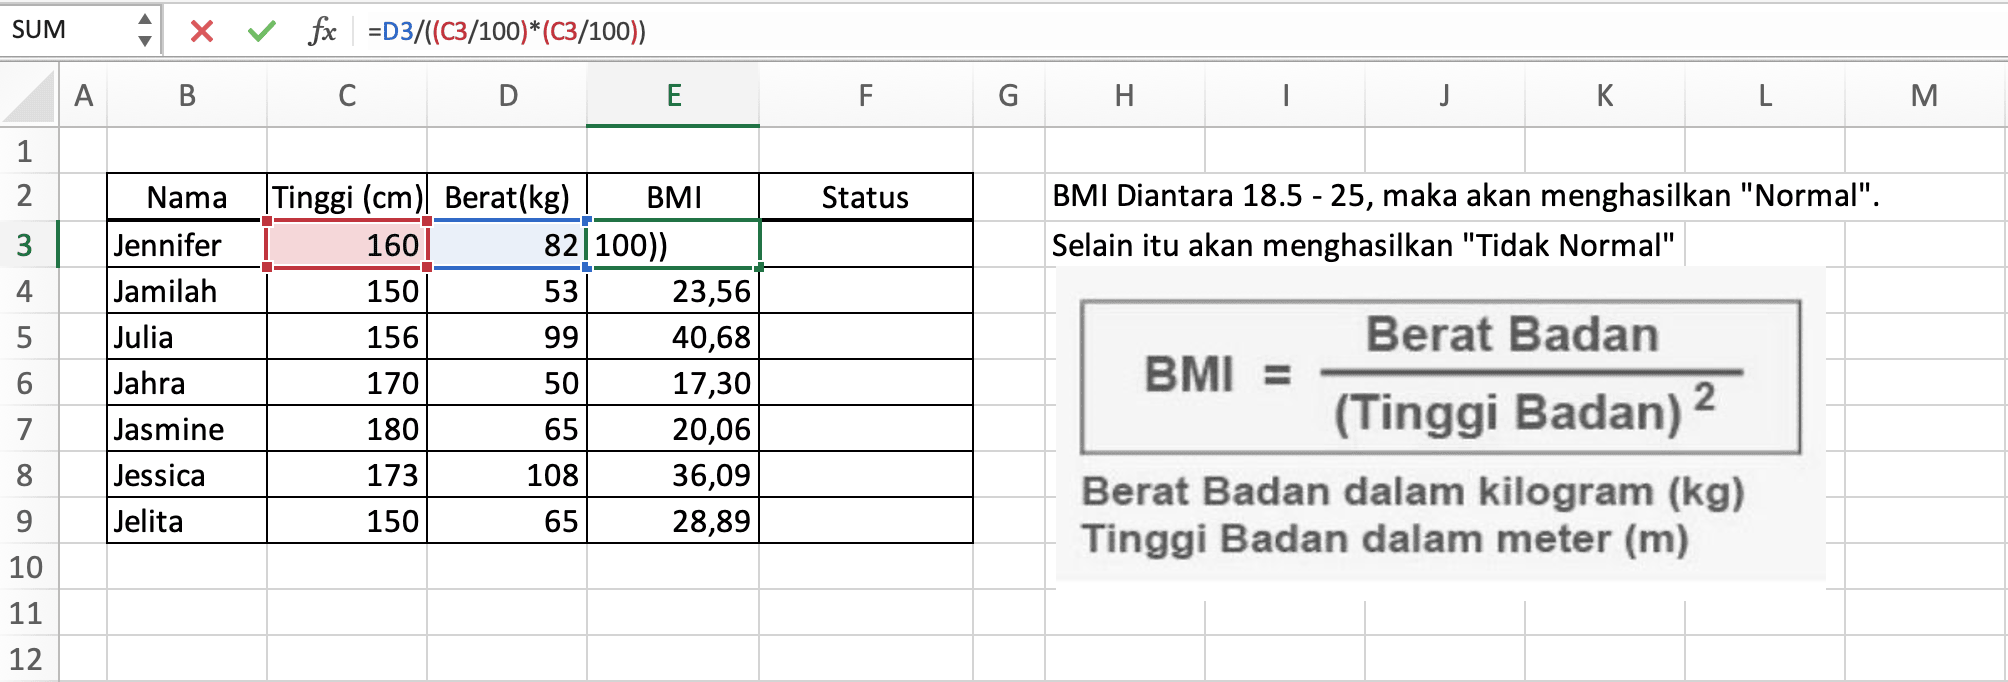 SUM fx =D3/((C3/100)*(C3/100))
A B C D E F G H I J K L M
1
2 Nama Tinggi (cm) Berat(kg) BMI Status BMI Diantara 18.5 - 25, maka akan menghasilkan "Normal".
3 Jennifer 160 82 100)) Selain itu akan menghasilkan "Tidak Normal"
4 Jamilah 150 53 23,56
5 Julia 156 99 40,68
6 Jahra 170 50 17,30
7 Jasmine 180 65 20,06
8 Jessica 173 108 36,09
9 Jelita 150 65 28,89
10
11
12
Berat Badan
BMI =
(Tinggi Badan) 2
Berat Badan dalam kilogram (kg)
Tinggi Badan dalam meter (m)